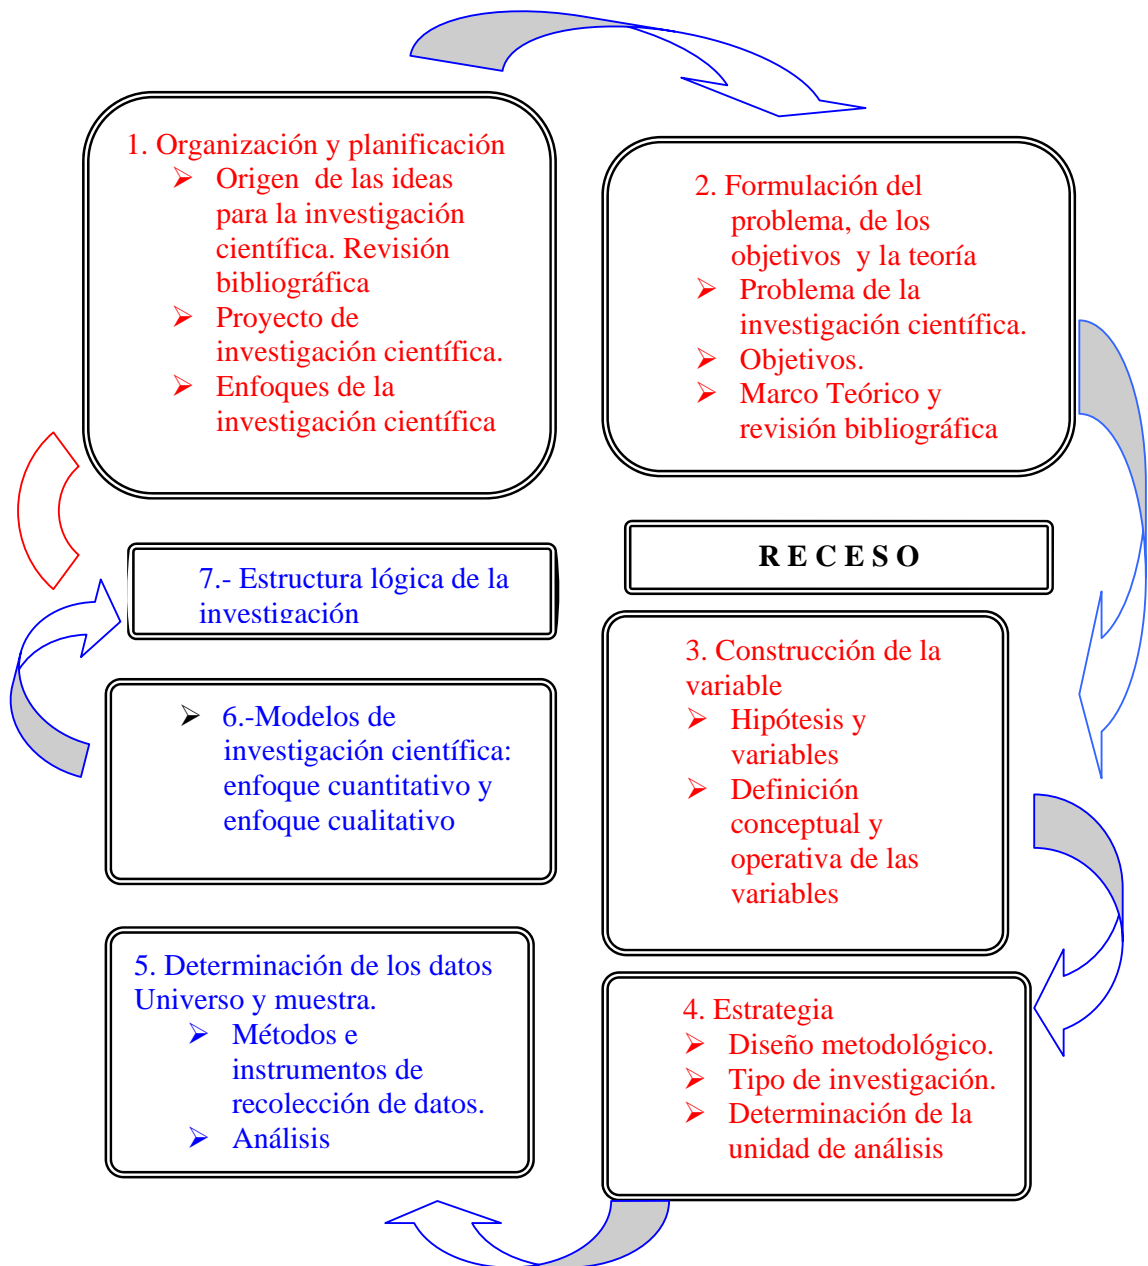 1. Organización y planificación
➢ Origen de las ideas
para la investigación
científica. Revisión
bibliográfica
➢ Proyecto de
investigación científica.
➢ Enfoques de la
investigación científica
2. Formulación del
problema, de los
objetivos y la teoría
➢ Problema de la
investigación científica.
➢ Objetivos.
➢ Marco Teórico y
revisión bibliográfica
R E C E S O
3. Construcción de la
variable
➢ Hipótesis y
variables
➢ Definición
conceptual y
operativa de las
variables
4. Estrategia
➢ Diseño metodológico.
➢ Tipo de investigación.
➢ Determinación de la
unidad de análisis
5. Determinación de los datos
Universo y muestra.
➢ Métodos e
instrumentos de
recolección de datos.
➢ Análisis
➢ 6.-Modelos de
investigación científica:
enfoque cuantitativo y
enfoque cualitativo
7.- Estructura lógica de la
investigación